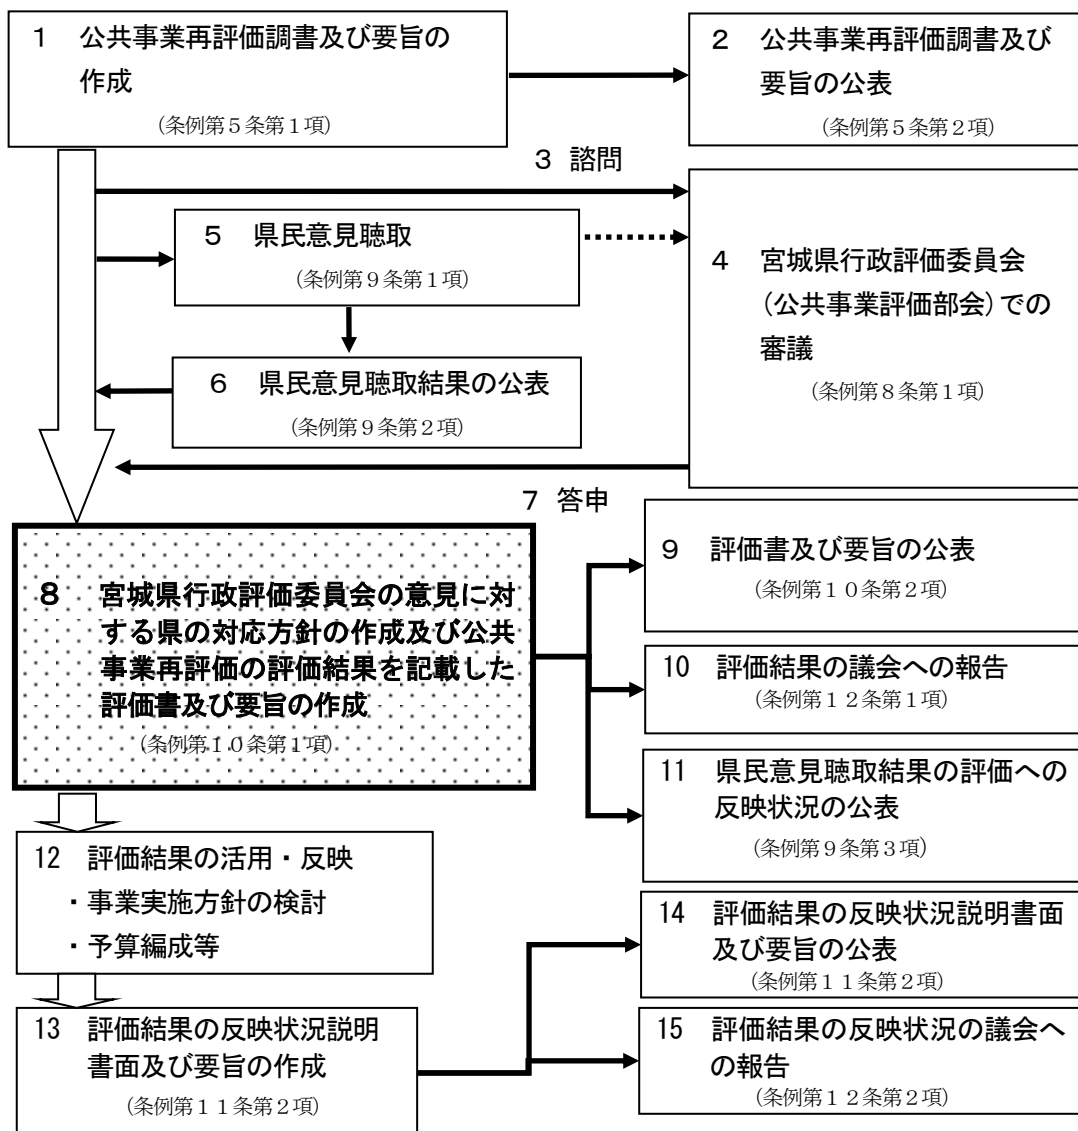 1 公共事業再評価調書及び要旨の
作成
(条例第5条第1項)
2 公共事業再評価調書及び
要旨の公表
(条例第5条第2項)
3 諮問
4 宮城県行政評価委員会
(公共事業評価部会)での
審議
(条例第8条第1項)
5 県民意見聴取
(条例第9条第1項)
6 県民意見聴取結果の公表
(条例第9条第2項)
7 答申
8 宮城県行政評価委員会の意見に対
する県の対応方針の作成及び公共
事業再評価の評価結果を記載した
評価書及び要旨の作成
(条例第10条第1項)
9 評価書及び要旨の公表
(条例第10条第2項)
10 評価結果の議会への報告
(条例第12条第1項)
11 県民意見聴取結果の評価への
反映状況の公表
(条例第9条第3項)
12 評価結果の活用・反映
・事業実施方針の検討
・予算編成等
13 評価結果の反映状況説明
書面及び要旨の作成
(条例第11条第2項)
14 評価結果の反映状況説明書面
及び要旨の公表
(条例第11条第2項)
15 評価結果の反映状況の議会へ
の報告
(条例第12条第2項)